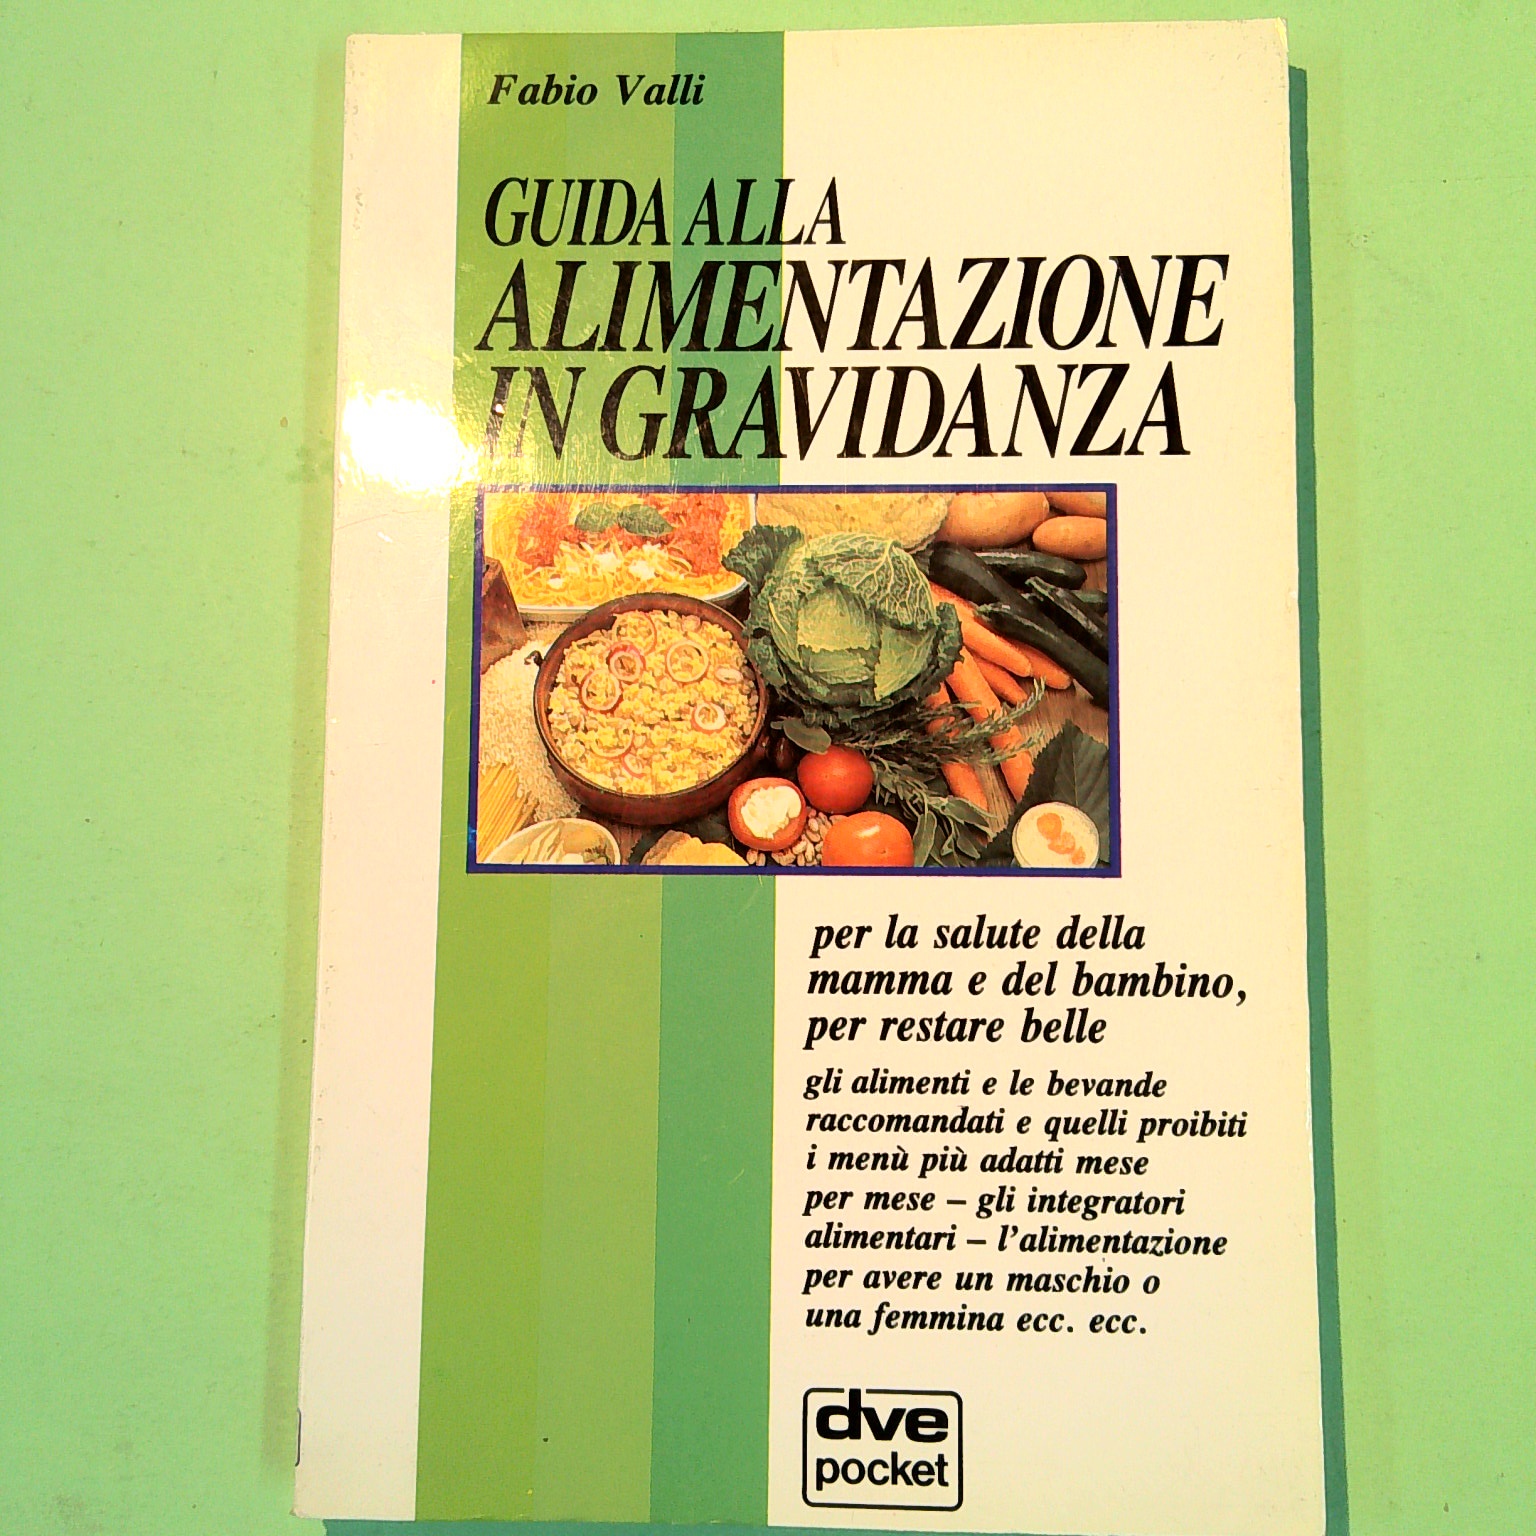 Fabio Valli
GUIDA ALLA
ALIMENTAZIONE
IN GRAVIDANZA
per la salute della
mamma e del bambino,
per restare belle
gli alimenti e le bevande
raccomandati e quelli proibiti
i menù più adatti mese
per mese – gli integratori
alimentari – l'alimentazione
per avere un maschio o
una femmina ecc. ecc.
dve
pocket